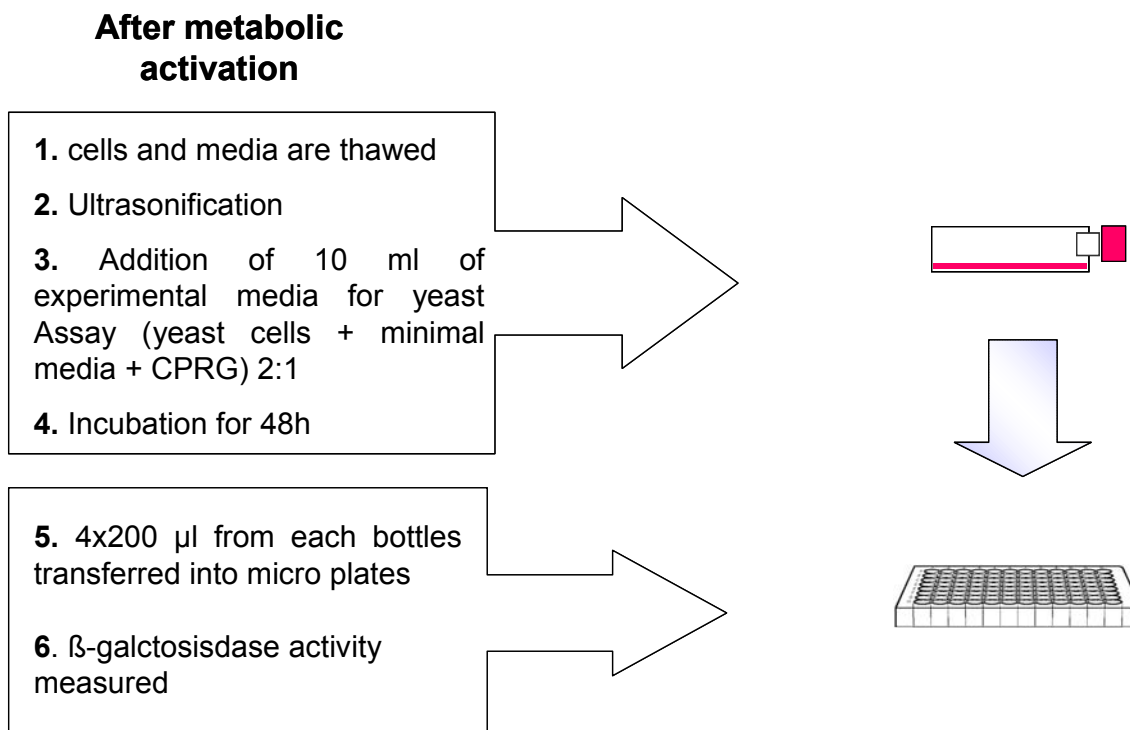 After metabolic
activation
1. cells and media are thawed
2. Ultrasonification
3. Addition of 10 ml of
experimental media for yeast
Assay (yeast cells + minimal
media + CPRG) 2:1
4. Incubation for 48h
5. 4x200 µl from each bottles
transferred into micro plates
6. ß-galctosisdase activity
measured